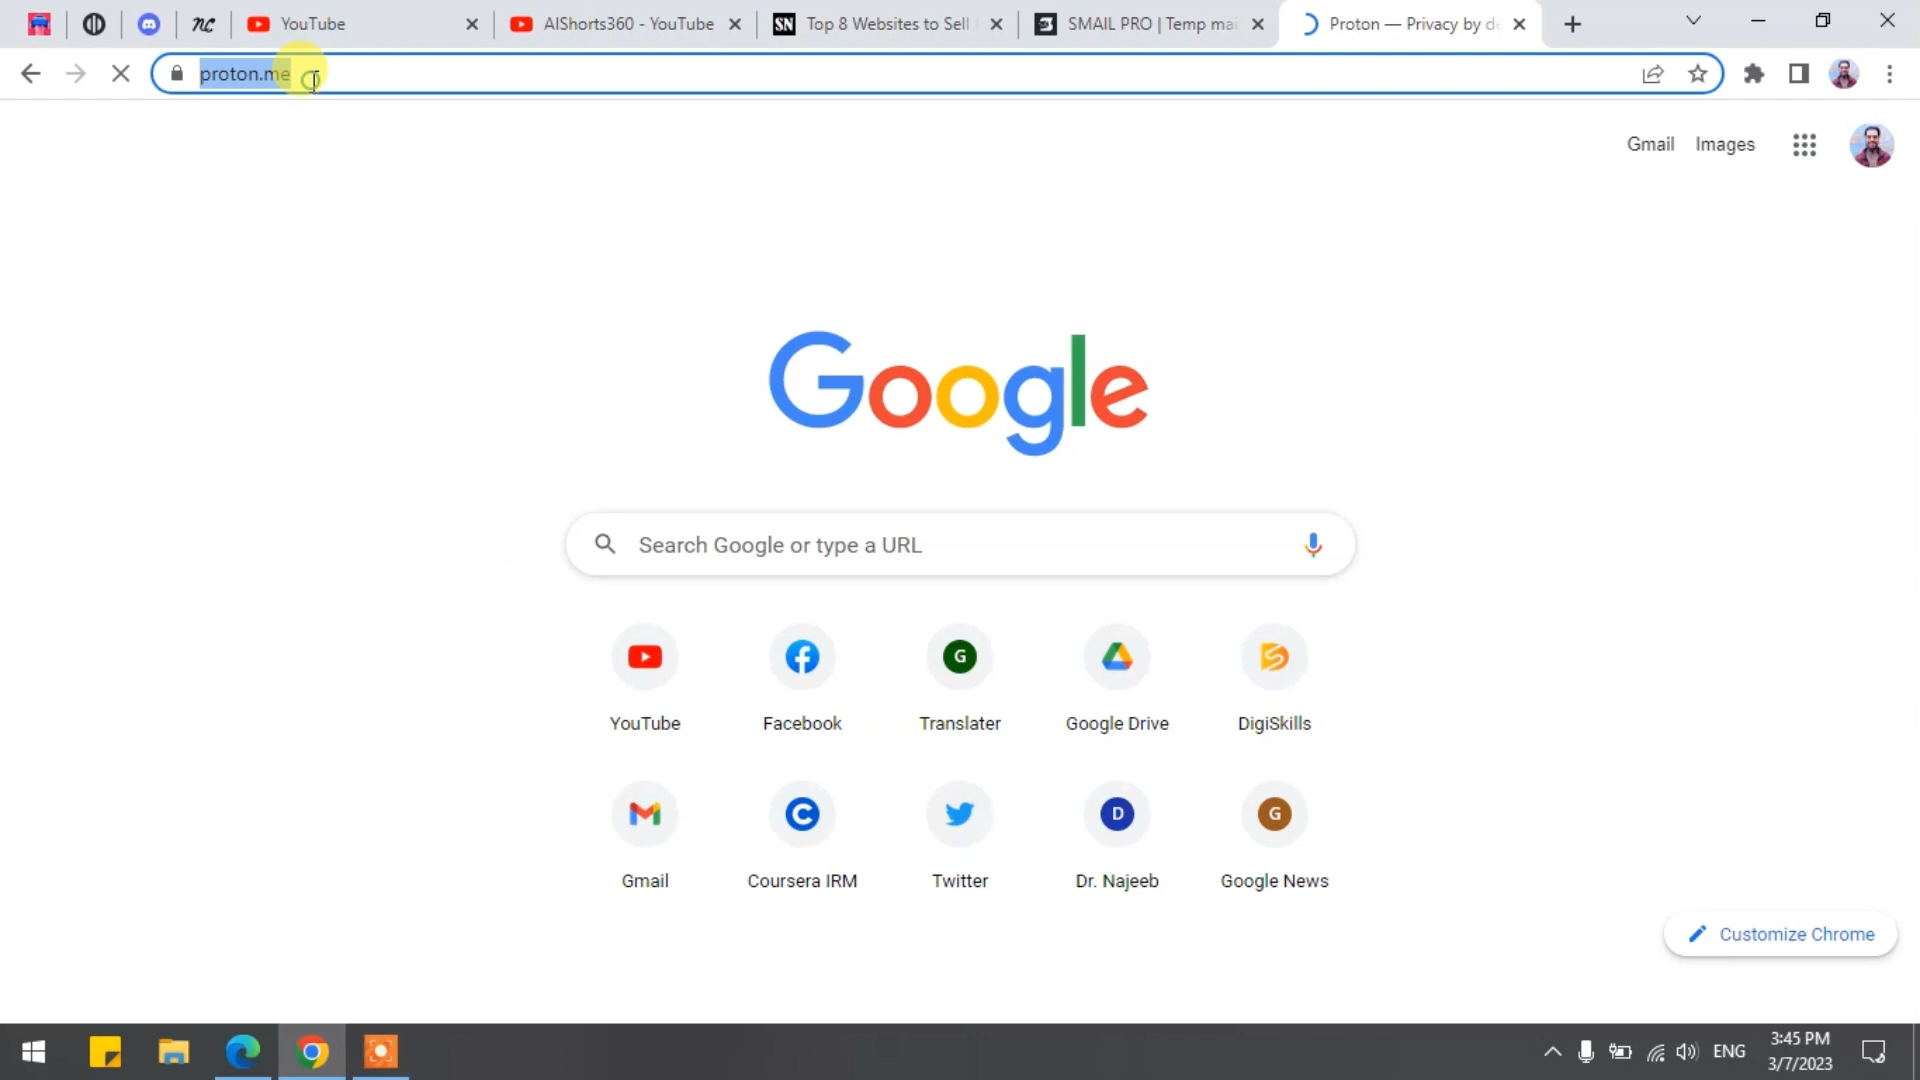 YouTube
AIShorts360 - YouTube
SN Top 8 Websites to Sell
SMAIL PRO | Temp mai
Proton — Privacy by de
proton.me
Gmail Images
Google
Search Google or type a URL
G
YouTube Facebook Translater Google Drive DigiSkills
D G
Gmail Coursera IRM Twitter Dr. Najeeb Google News
Customize Chrome
ENG
3:45 PM
3/7/2023